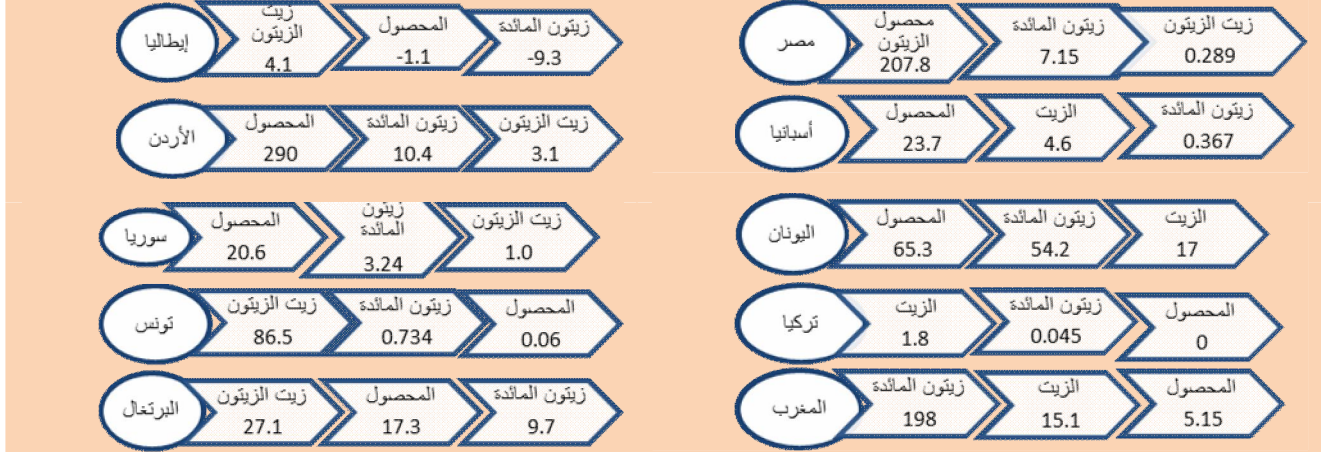 إيطاليا
زيت
الزيتون
4.1
المحصول
-1.1
زيتون المائدة
-9.3
الأردن
المحصول
290
زيتون المائدة
10.4
زيت الزيتون
3.1
سوريا
المحصول
20.6
زيتون
المائدة
3.24
زيت الزيتون
1.0
تونس
زيت الزيتون
86.5
زيتون المائدة
0.734
المحصول
0.06
البرتغال
زيت الزيتون
27.1
المحصول
17.3
زيتون المائدة
9.7
مصر
محصول
الزيتون
207.8
زيتون المائدة
7.15
زيت الزيتون
0.289
أسبانيا
المحصول
23.7
الزيت
4.6
زيتون المائدة
0.367
اليونان
المحصول
65.3
زيتون المائدة
54.2
الزيت
17
تركيا
الزيت
1.8
زيتون المائدة
0.045
المحصول
0
المغرب
زيتون المائدة
198
الزيت
15.1
المحصول
5.15